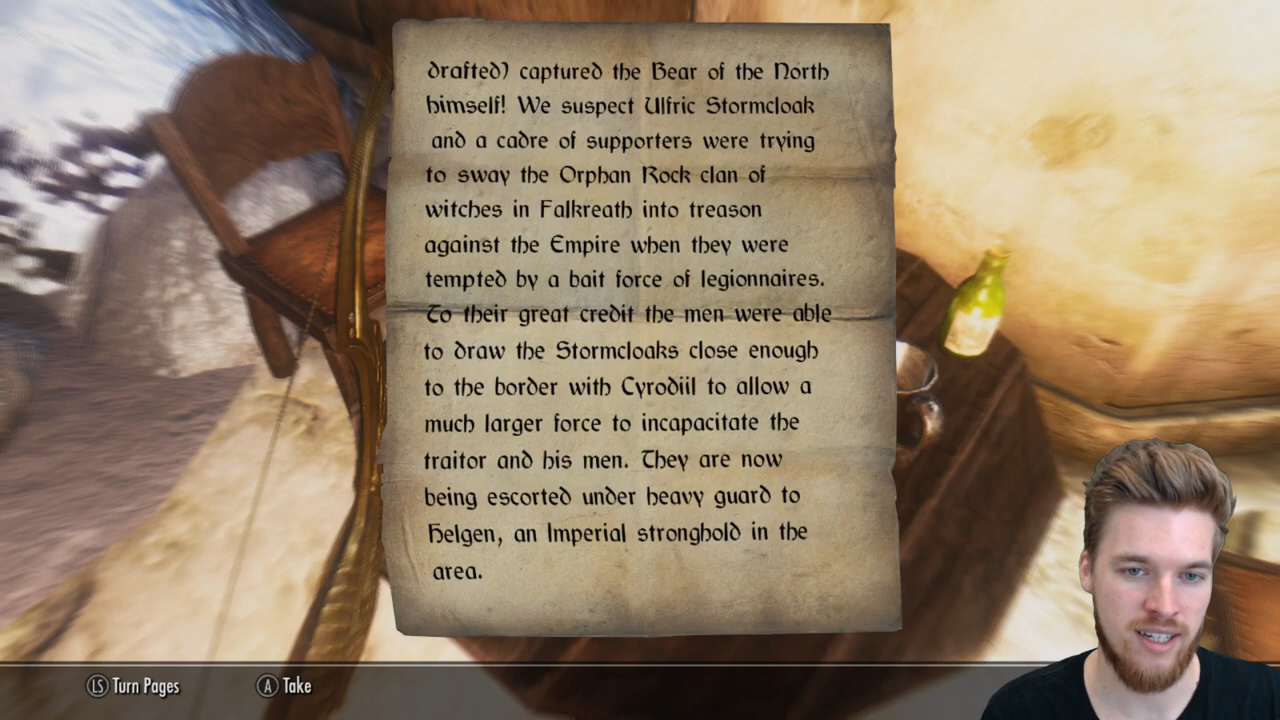 drafted) captured the Bear of the North
himself! We suspect Ulfric Stormcloak
and a cadre of supporters were trying
to sway the Orphan Rock clan of
witches in Falkreath into treason
against the Empire when they were
tempted by a bait force of legionnaires.
To their great credit the men were able
to draw the Stormcloaks close enough
to the border with Cyrodiil to allow a
much larger force to incapacitate the
traitor and his men. They are now
being escorted under heavy guard to
Helgen, an Imperial stronghold in the
area.
LS Turn Pages
A Take